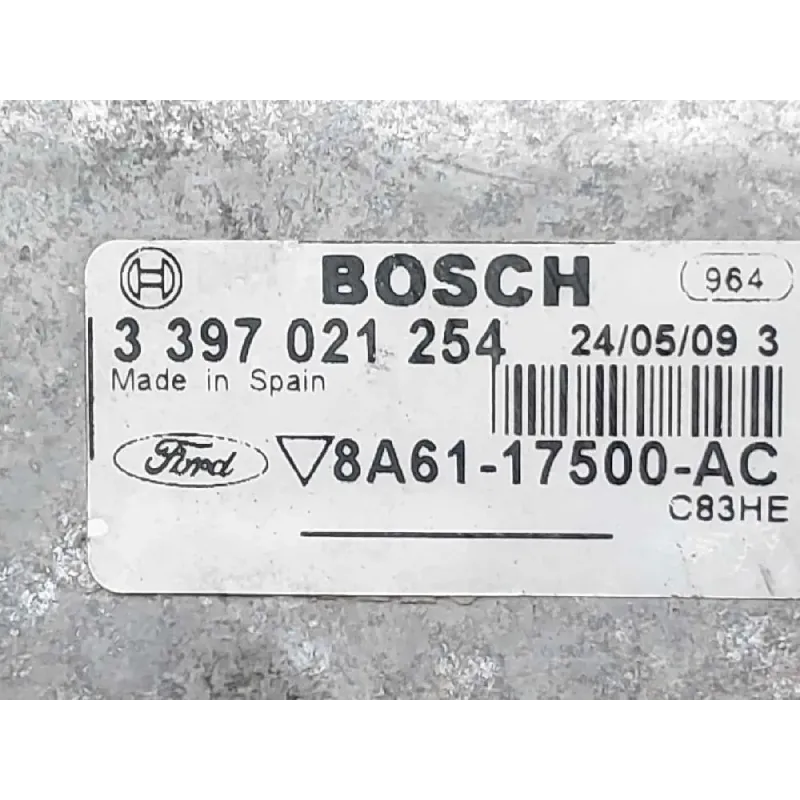 BOSCH 964
3 397 021 254 24/05/09 3
Made in Spain
Ford 8A61-17500-AC
C83HE